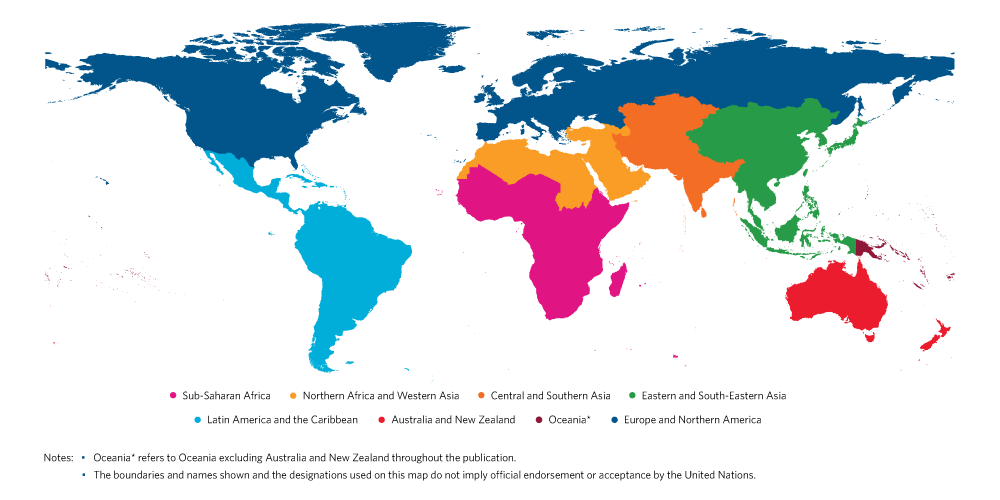 Sub-Saharan Africa Northern Africa and Western Asia Central and Southern Asia Eastern and South-Eastern Asia
Latin America and the Caribbean Australia and New Zealand Oceania* Europe and Northern America
Notes: • Oceania* refers to Oceania excluding Australia and New Zealand throughout the publication.
• The boundaries and names shown and the designations used on this map do not imply official endorsement or acceptance by the United Nations.